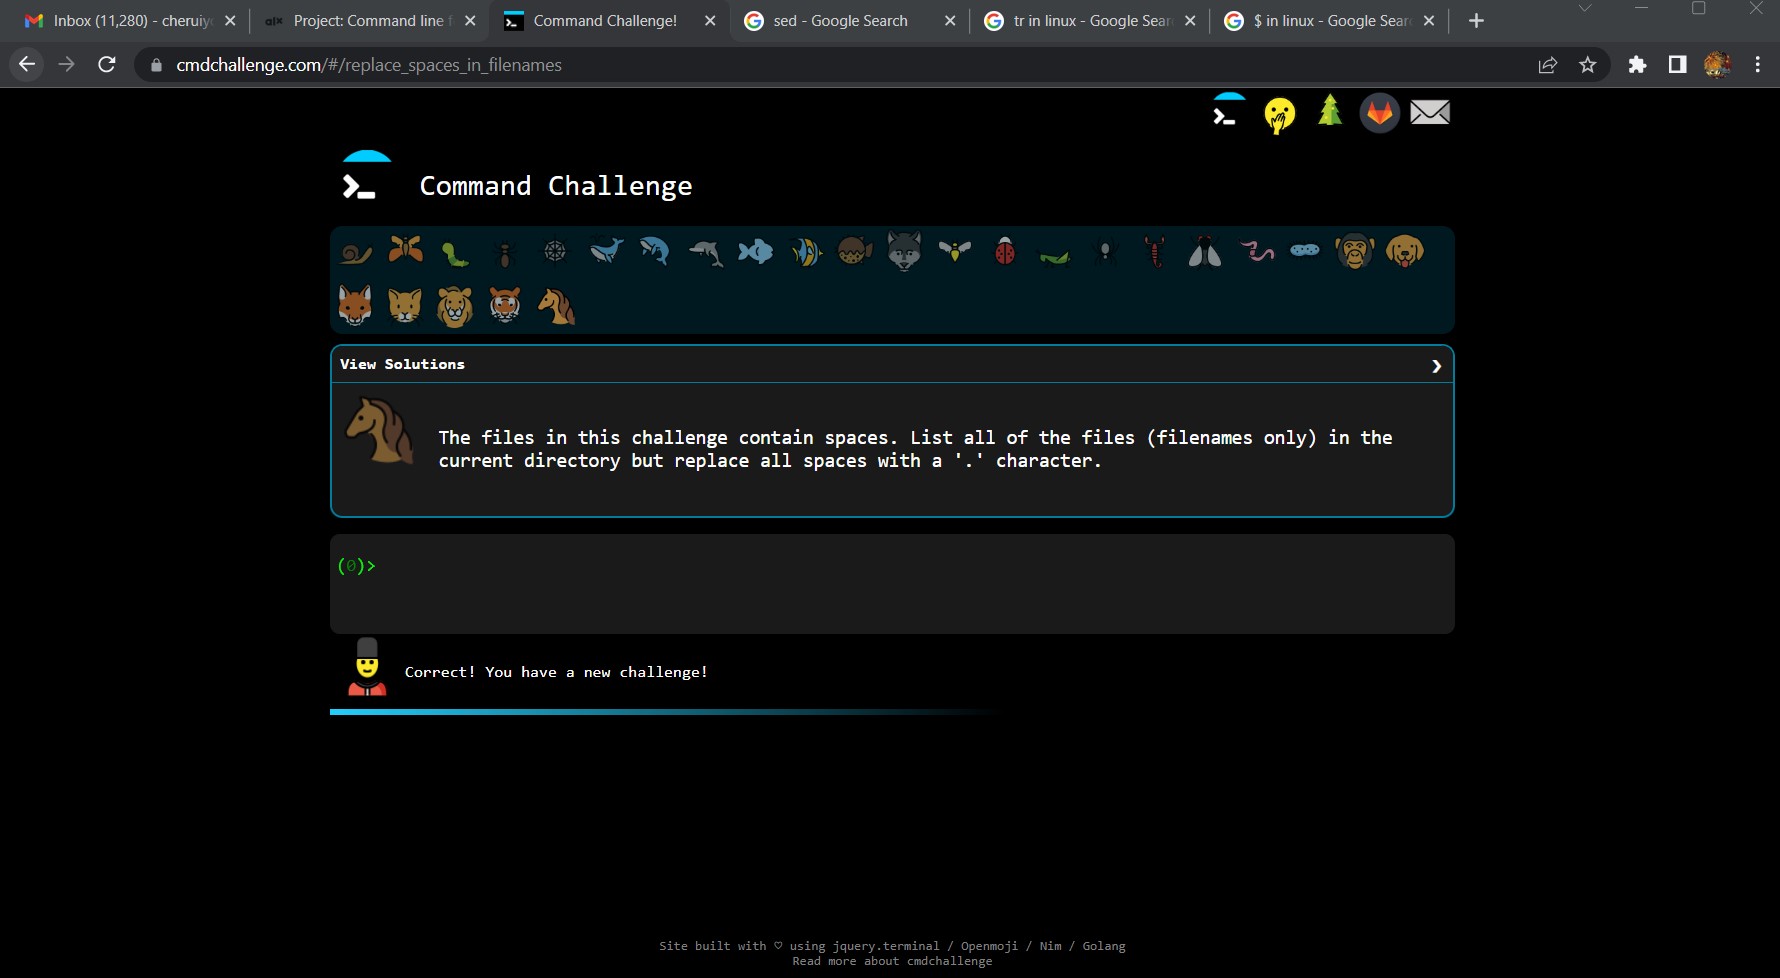 Inbox (11,280) - cheruiy
alx Project: Command line f
Command Challenge!
sed - Google Search
tr in linux - Google Sear
$ in linux - Google Sear
cmdchallenge.com/#/replace_spaces_in_filenames
Command Challenge
View Solutions
The files in this challenge contain spaces. List all of the files (filenames only) in the
current directory but replace all spaces with a '.' character.
(0)>
Correct! You have a new challenge!
Site built with ♡ using jquery.terminal / Openmoji / Nim / Golang
Read more about cmdchallenge